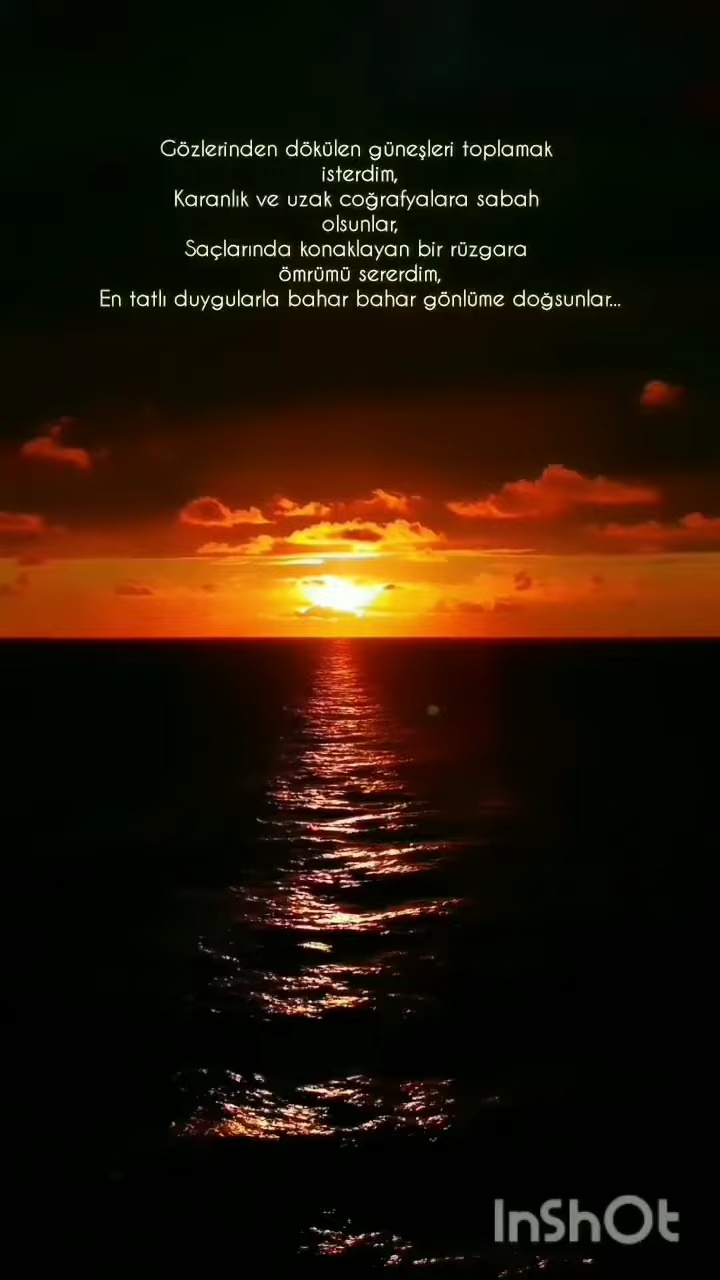 Gözlerinden dökülen güneşleri toplamak
isterdim,
Karanlık ve uzak coğrafyalara sabah
olsunlar,
Saçlarında konaklayan bir rüzgara
ömrümü sererdim,
En tatlı duygularla bahar bahar gönlüme doğsunlar...
InShOt